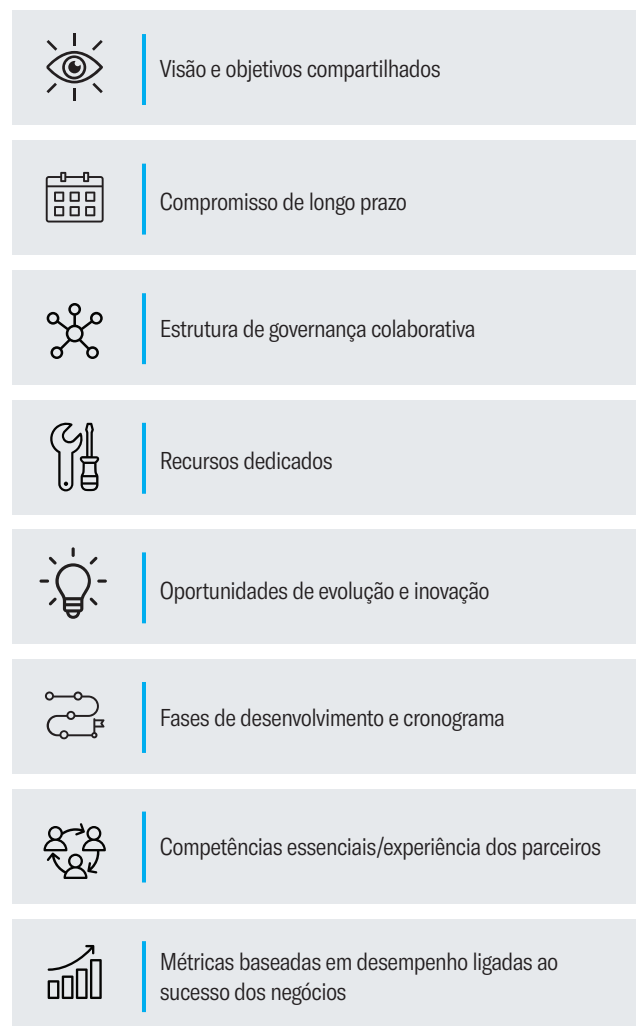 Visão e objetivos compartilhados
Compromisso de longo prazo
Estrutura de governança colaborativa
Recursos dedicados
Oportunidades de evolução e inovação
Fases de desenvolvimento e cronograma
Competências essenciais/experiência dos parceiros
Métricas baseadas em desempenho ligadas ao
sucesso dos negócios